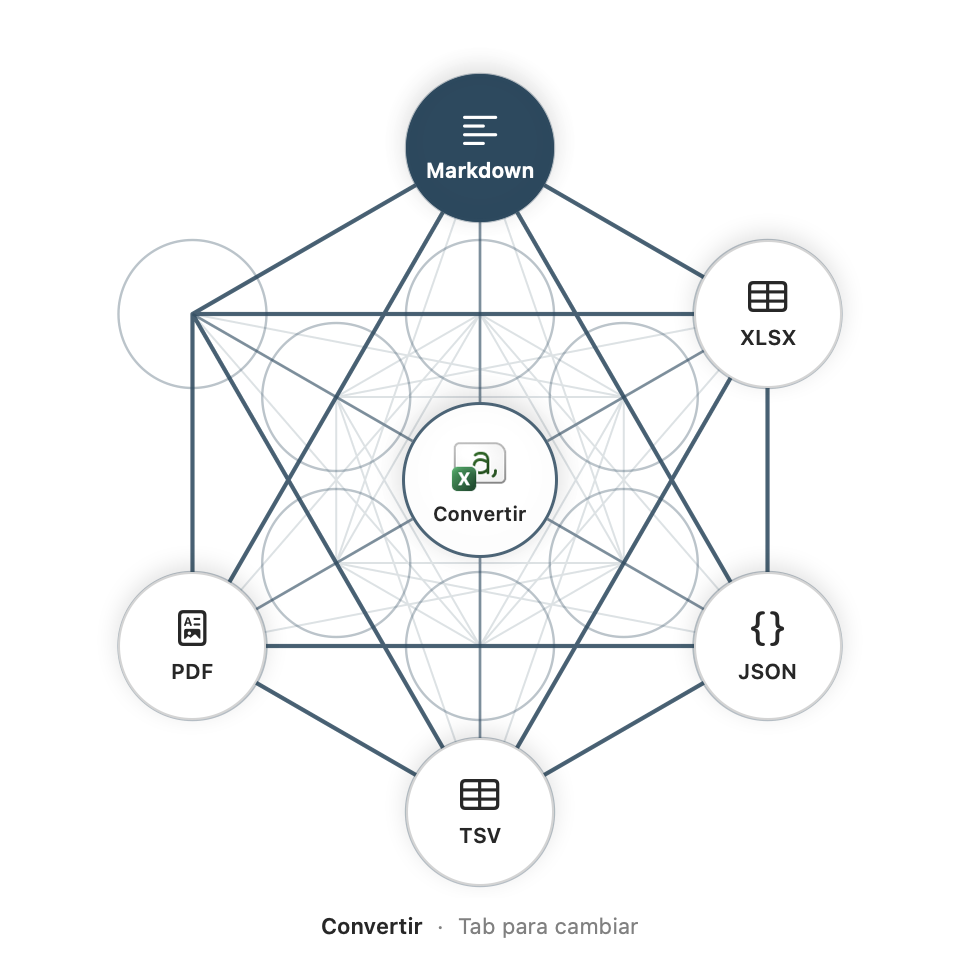 Markdown
XLSX
a,
X
Convertir
A
PDF
{}
JSON
TSV
Convertir · Tab para cambiar